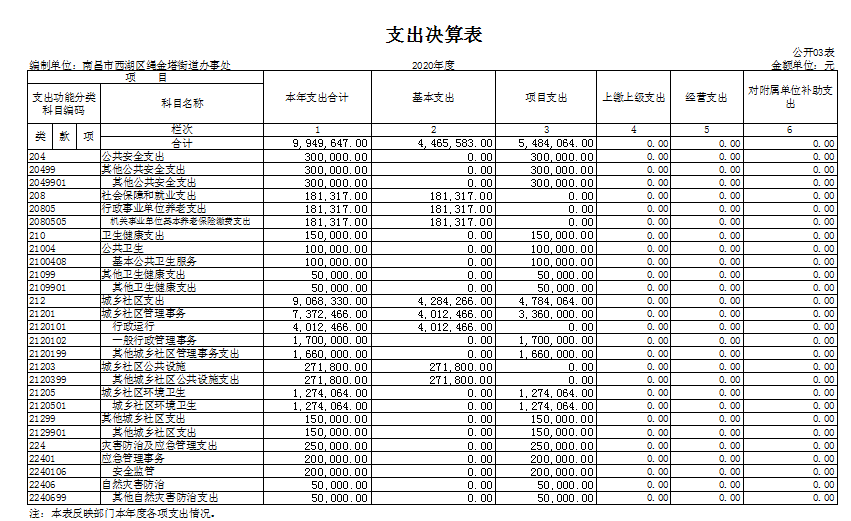 支出决算表
公开03表
编制单位：南昌市西湖区绳金塔街道办事处 2020年度 金额单位：元
项 目 本年支出合计 基本支出 项目支出 上缴上级支出 经营支出 对附属单位补助支出
支出功能分类科目编码 科目名称
类 款 项 栏次 1 2 3 4 5 6
合计 9,949,647.00 4,465,583.00 5,484,064.00 0.00 0.00 0.00
204 公共安全支出 300,000.00 0.00 300,000.00 0.00 0.00 0.00
20499 其他公共安全支出 300,000.00 0.00 300,000.00 0.00 0.00 0.00
2049901 其他公共安全支出 300,000.00 0.00 300,000.00 0.00 0.00 0.00
208 社会保障和就业支出 181,317.00 181,317.00 0.00 0.00 0.00 0.00
20805 行政事业单位养老支出 181,317.00 181,317.00 0.00 0.00 0.00 0.00
2080505 机关事业单位基本养老保险缴费支出 181,317.00 181,317.00 0.00 0.00 0.00 0.00
210 卫生健康支出 150,000.00 0.00 150,000.00 0.00 0.00 0.00
21004 公共卫生 100,000.00 0.00 100,000.00 0.00 0.00 0.00
2100408 基本公共卫生服务 100,000.00 0.00 100,000.00 0.00 0.00 0.00
21099 其他卫生健康支出 50,000.00 0.00 50,000.00 0.00 0.00 0.00
2109901 其他卫生健康支出 50,000.00 0.00 50,000.00 0.00 0.00 0.00
212 城乡社区支出 9,068,330.00 4,284,266.00 4,784,064.00 0.00 0.00 0.00
21201 城乡社区管理事务 7,372,466.00 4,012,466.00 3,360,000.00 0.00 0.00 0.00
2120101 行政运行 4,012,466.00 4,012,466.00 0.00 0.00 0.00 0.00
2120102 一般行政管理事务 1,700,000.00 0.00 1,700,000.00 0.00 0.00 0.00
2120199 其他城乡社区管理事务支出 1,660,000.00 0.00 1,660,000.00 0.00 0.00 0.00
21203 城乡社区公共设施 271,800.00 271,800.00 0.00 0.00 0.00 0.00
2120399 其他城乡社区公共设施支出 271,800.00 271,800.00 0.00 0.00 0.00 0.00
21205 城乡社区环境卫生 1,274,064.00 0.00 1,274,064.00 0.00 0.00 0.00
2120501 城乡社区环境卫生 1,274,064.00 0.00 1,274,064.00 0.00 0.00 0.00
21299 其他城乡社区支出 150,000.00 0.00 150,000.00 0.00 0.00 0.00
2129901 其他城乡社区支出 150,000.00 0.00 150,000.00 0.00 0.00 0.00
224 灾害防治及应急管理支出 250,000.00 0.00 250,000.00 0.00 0.00 0.00
22401 应急管理事务 200,000.00 0.00 200,000.00 0.00 0.00 0.00
2240106 安全监管 200,000.00 0.00 200,000.00 0.00 0.00 0.00
22406 自然灾害防治 50,000.00 0.00 50,000.00 0.00 0.00 0.00
2240699 其他自然灾害防治支出 50,000.00 0.00 50,000.00 0.00 0.00 0.00
注：本表反映部门本年度各项支出情况。